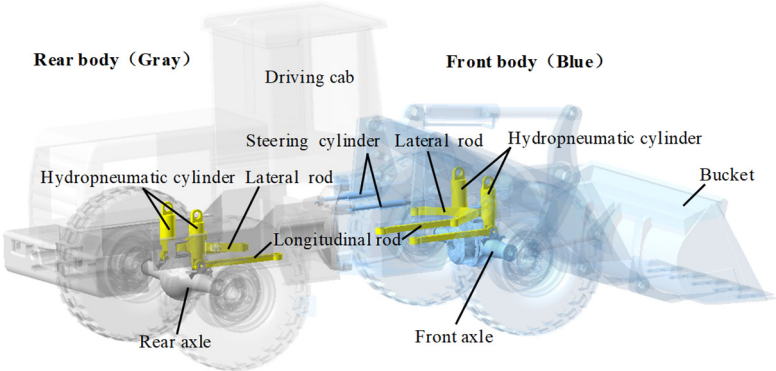 Rear body（Gray）
Front body（Blue）
Driving cab
Steering cylinder
Lateral rod
Hydropneumatic cylinder
Bucket
Hydropneumatic cylinder
Lateral rod
Longitudinal rod
Rear axle
Front axle